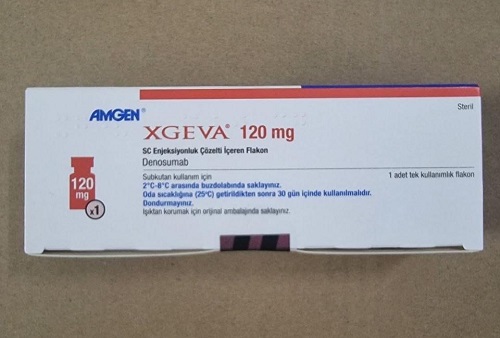 AMGEN®
XGEVA® 120 mg
Steril
SC Enjeksiyonluk Çözelti İçeren Flakon
Denosumab
Subkutan kullanım için
1 adet tek kullanımlık flakon
2°C-8°C arasında buzdolabında saklayınız.
Oda sıcaklığına (25°C) getirildikten sonra 30 gün içinde kullanılmalıdır.
Dondurmayınız.
Işıktan korumak için orijinal ambalajında saklayınız.
120
mg
x1